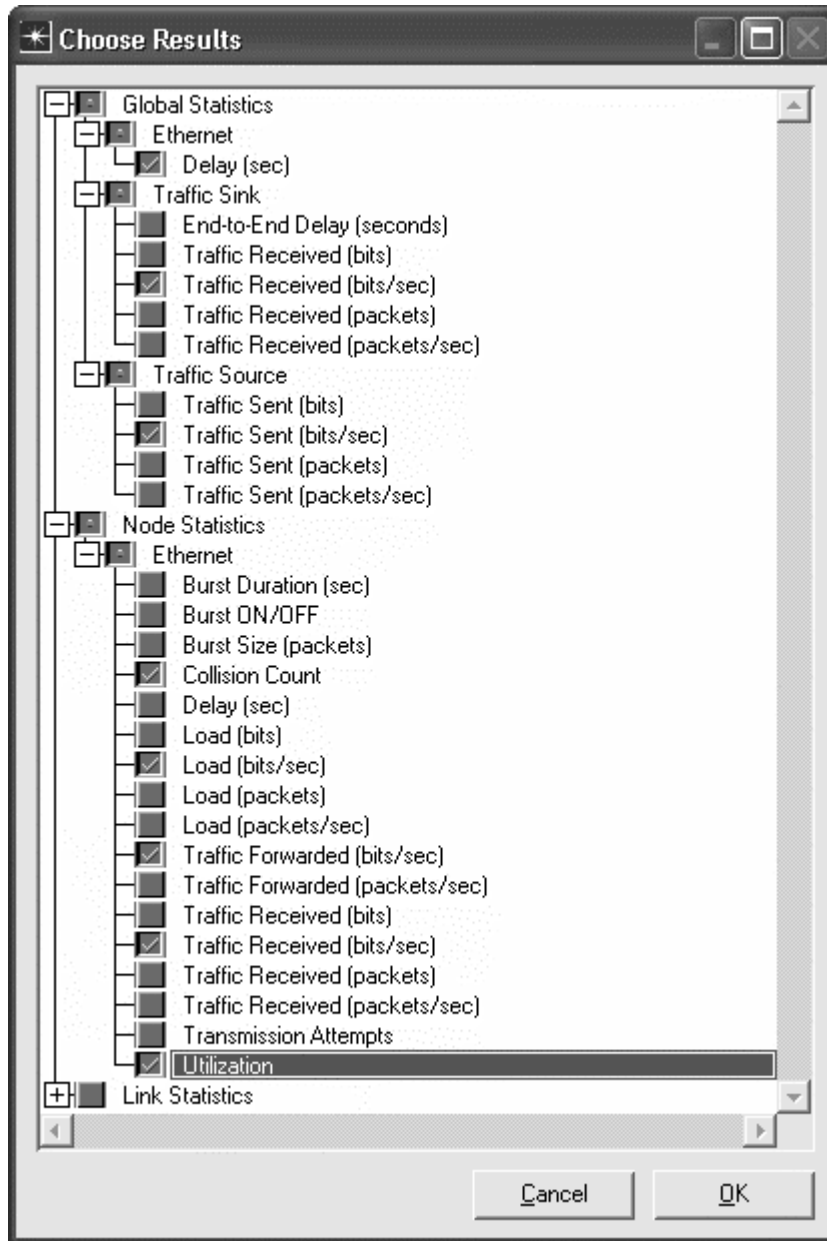 Choose Results
Global Statistics
Ethernet
Delay (sec)
Traffic Sink
End-to-End Delay (seconds)
Traffic Received (bits)
Traffic Received (bits/sec)
Traffic Received (packets)
Traffic Received (packets/sec)
Traffic Source
Traffic Sent (bits)
Traffic Sent (bits/sec)
Traffic Sent (packets)
Traffic Sent (packets/sec)
Node Statistics
Ethernet
Burst Duration (sec)
Burst ON/OFF
Burst Size (packets)
Collision Count
Delay (sec)
Load (bits)
Load (bits/sec)
Load (packets)
Load (packets/sec)
Traffic Forwarded (bits/sec)
Traffic Forwarded (packets/sec)
Traffic Received (bits)
Traffic Received (bits/sec)
Traffic Received (packets)
Traffic Received (packets/sec)
Transmission Attempts
Utilization
Link Statistics
Cancel OK